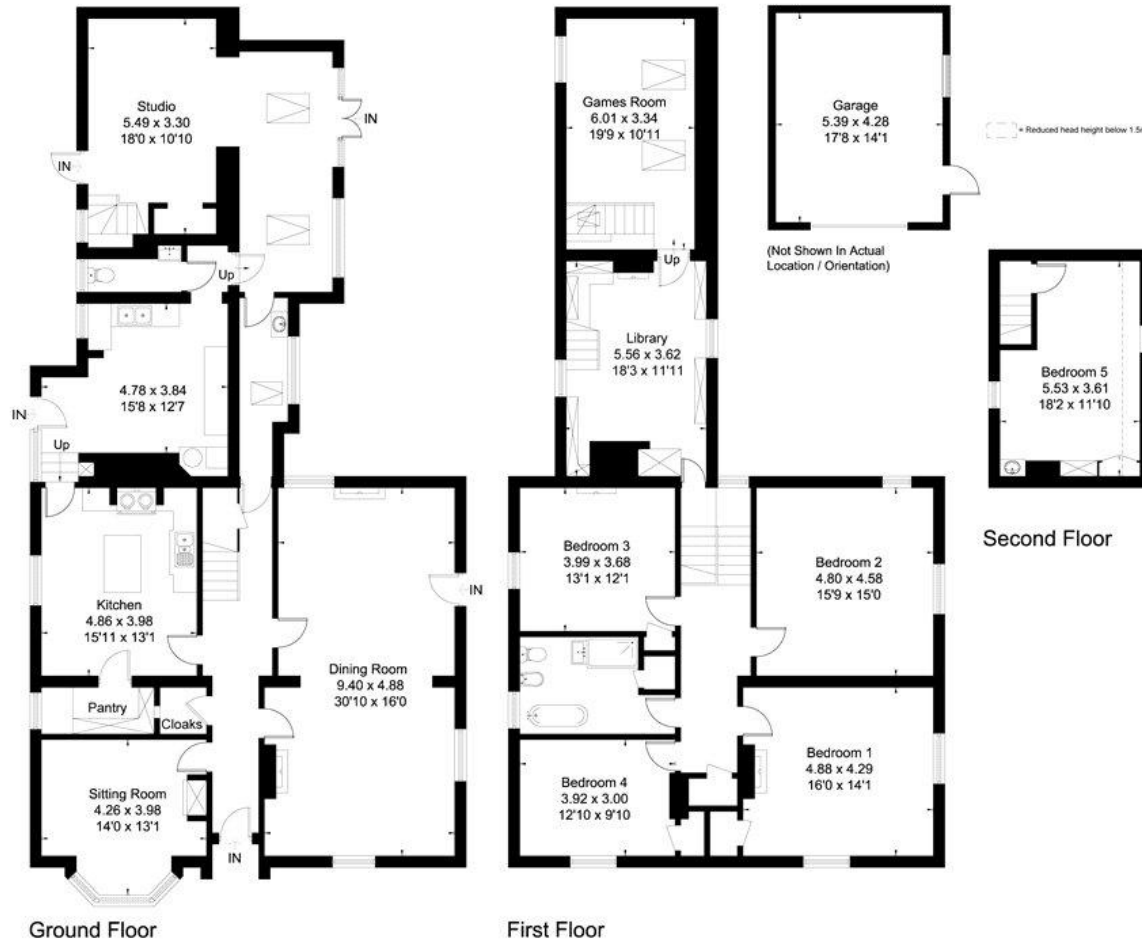 Studio
5.49 x 3.30
18'0 x 10'10
IN
IN
Up
4.78 x 3.84
15'8 x 12'7
IN
Up
Kitchen
4.86 x 3.98
15'11 x 13'1
IN
Dining Room
9.40 x 4.88
30'10 x 16'0
Pantry
Cloaks
Sitting Room
4.26 x 3.98
14'0 x 13'1
IN
Ground Floor
Games Room
6.01 x 3.34
19'9 x 10'11
Up
Library
5.56 x 3.62
18'3 x 11'11
Bedroom 3
3.99 x 3.68
13'1 x 12'1
Bedroom 2
4.80 x 4.58
15'9 x 15'0
Bedroom 1
4.88 x 4.29
16'0 x 14'1
Bedroom 4
3.92 x 3.00
12'10 x 9'10
First Floor
Garage
5.39 x 4.28
17'8 x 14'1
(Not Shown In Actual
Location / Orientation)
= Reduced head height below 1.5
Bedroom 5
5.53 x 3.61
18'2 x 11'10
Second Floor